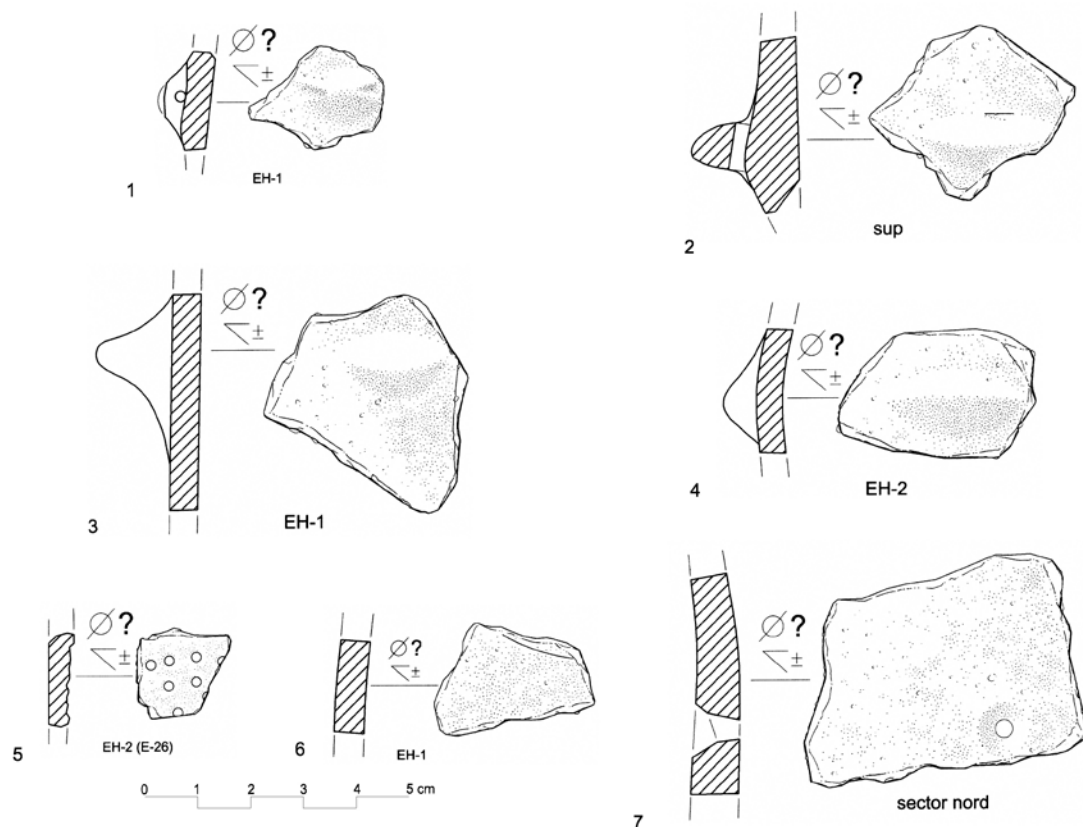 Ø ?
< ±
1
EH-1
Ø ?
< ±
2
sup
Ø ?
< ±
3
EH-1
Ø ?
< ±
4
EH-2
Ø ?
< ±
5
EH-2 (E-26)
Ø ?
< ±
6
EH-1
0 1 2 3 4 5 cm
Ø ?
< ±
7
sector nord